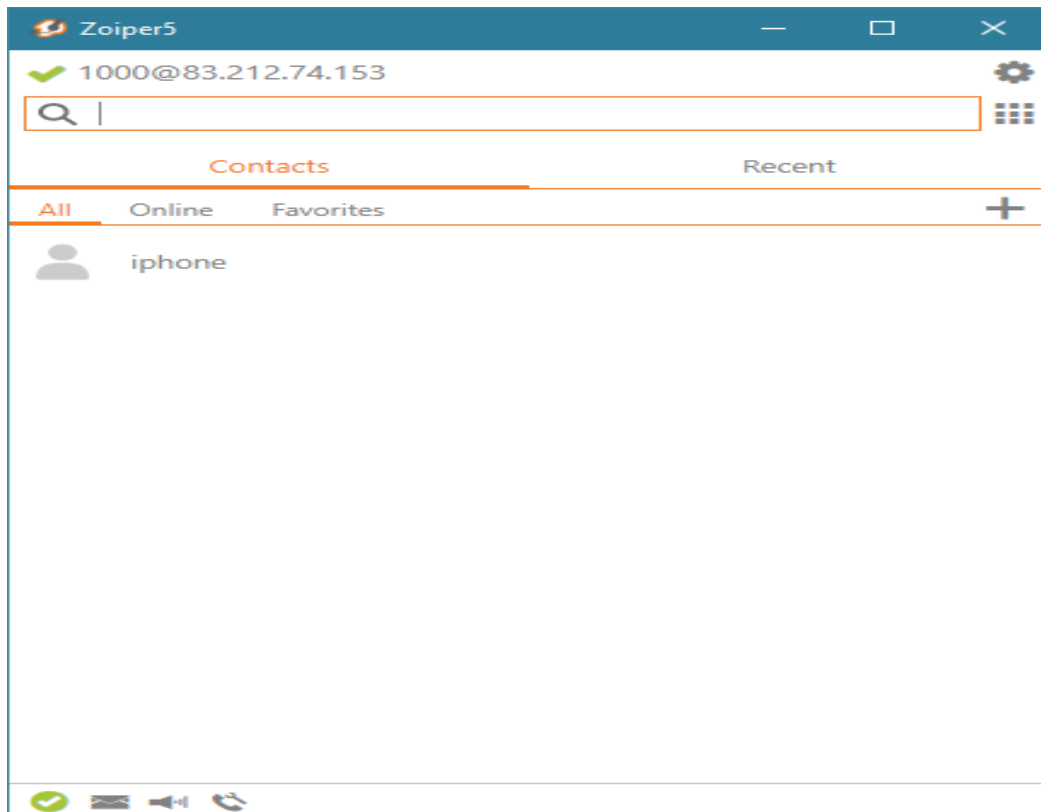 Zoiper5
1000@83.212.74.153
Contacts Recent
All Online Favorites
iphone